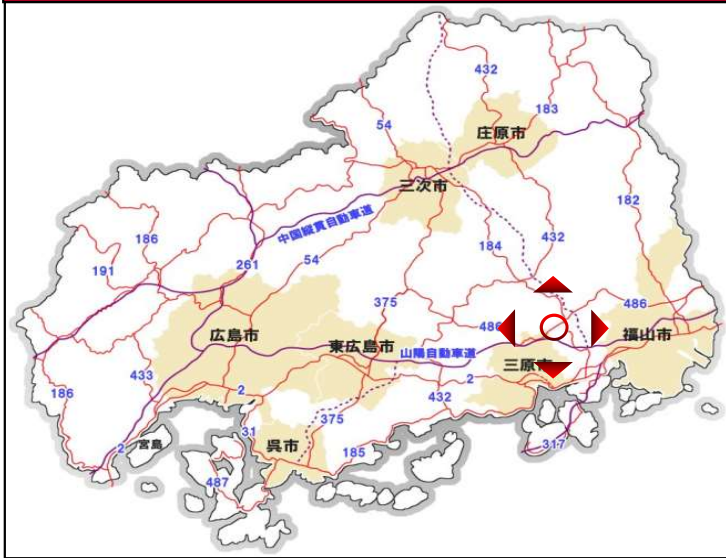 432
183
54
庄原市
三次市
182
中国縦貫自動車道
186
184
432
191
261
54
375
486
486
広島市
東広島市
山陽自動車道
福山市
三原市
433
2
2
186
432
375
31
宮島
呉市
185
317
2
487